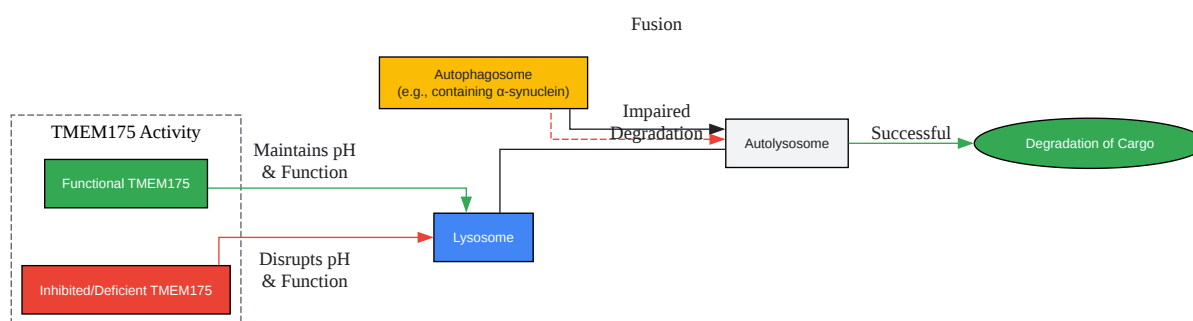 Fusion
Autophagosome
(e.g., containing α-synuclein)
TMEM175 Activity
Impaired
Degradation
Successful
Autolysosome
Degradation of Cargo
Maintains pH
& Function
Functional TMEM175
Lysosome
Disrupts pH
& Function
Inhibited/Deficient TMEM175